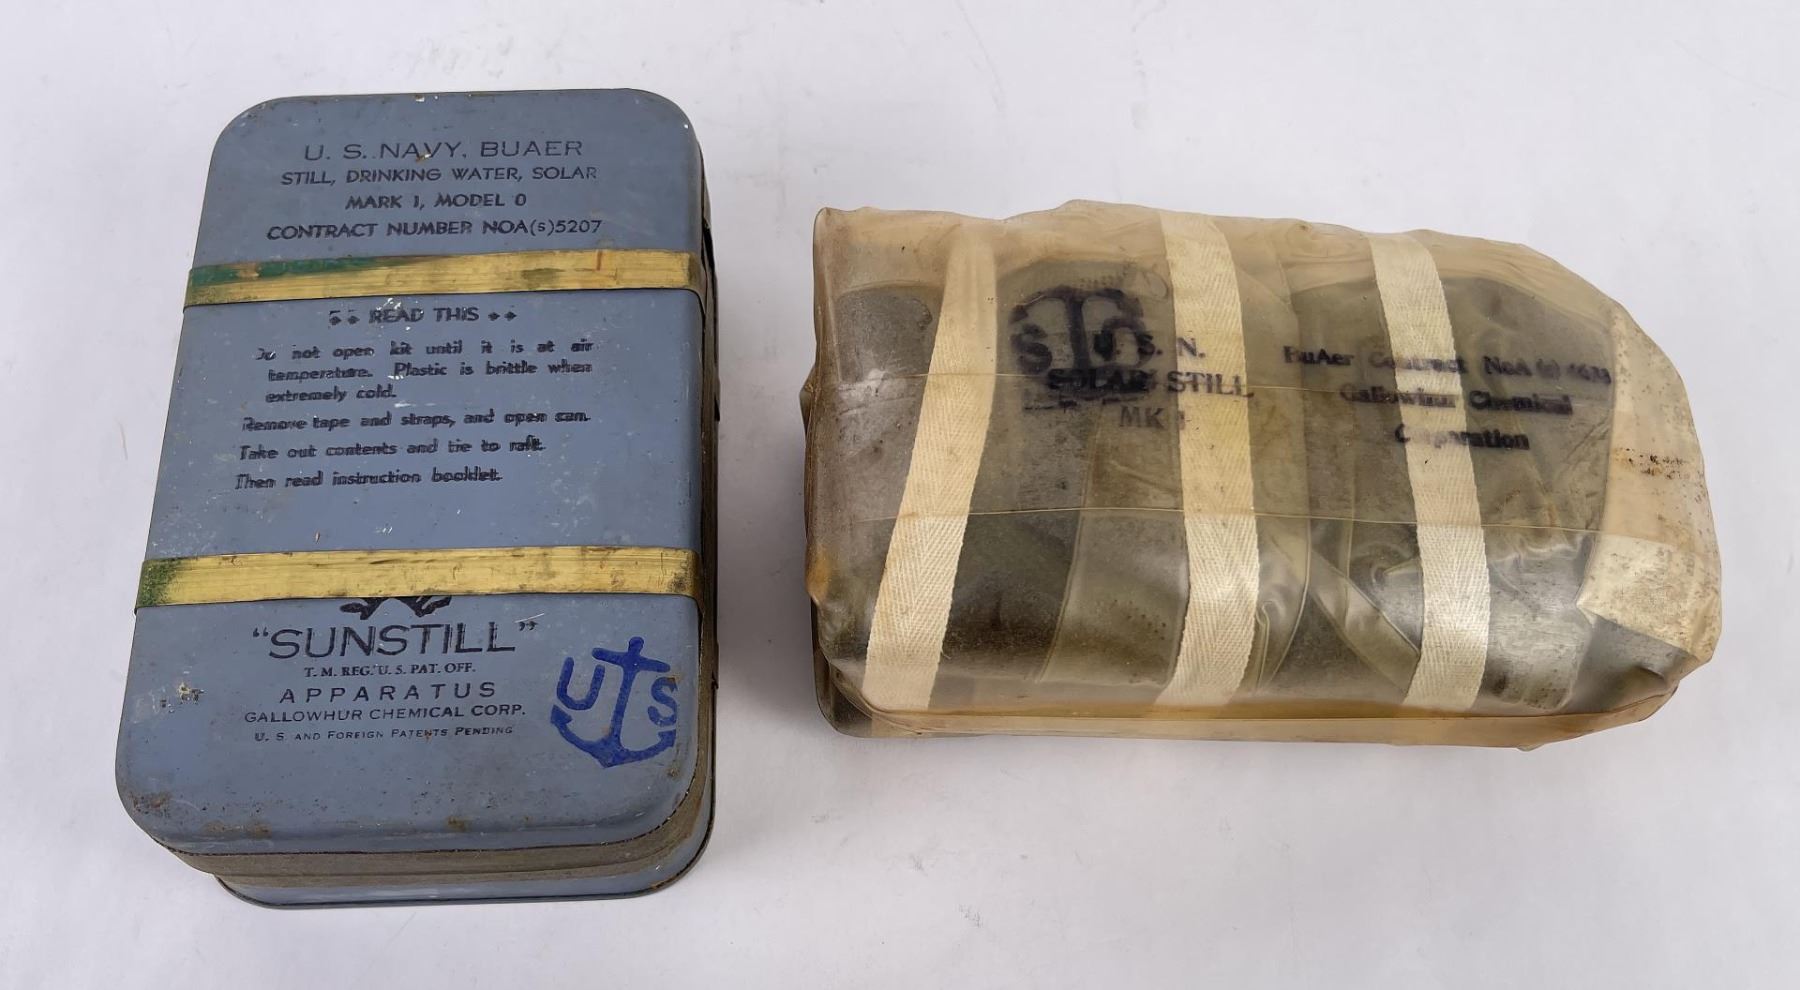 U. S. NAVY, BUAER
STILL, DRINKING WATER, SOLAR
MARK 1, MODEL 0
CONTRACT NUMBER NOA(s)5207
READ THIS
Do not open kit until it is at air
temperature. Plastic is brittle when
extremely cold.
Remove tape and straps, and open can.
Take out contents and tie to raft.
Then read instruction booklet.
"SUNSTILL"
T. M. REG. U. S. PAT. OFF.
APPARATUS
GALLOWHUR CHEMICAL CORP.
U. S. AND FOREIGN PATENTS PENDING
U S
U. S. N.
SOLAR STILL
MK 1
BuAer Contract NoA (s)
Gallowhur Chemical
Corporation